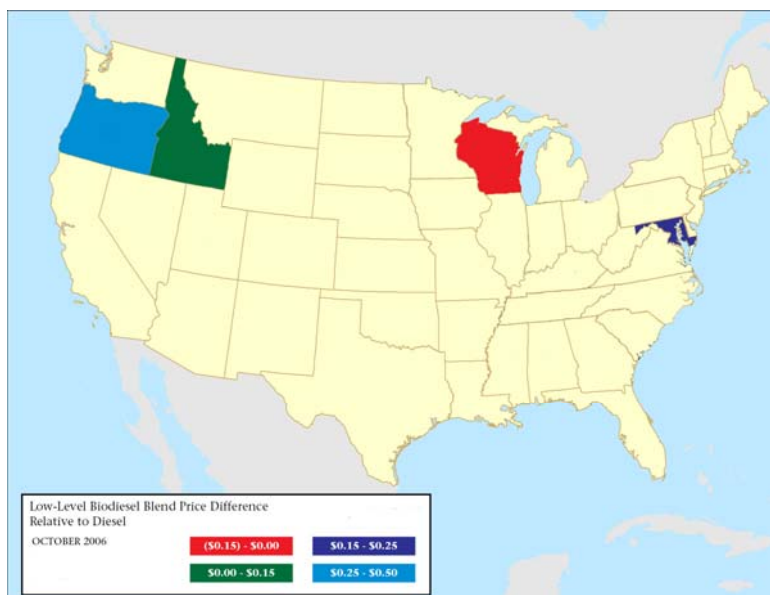 Low-Level Biodiesel Blend Price Difference
Relative to Diesel
OCTOBER 2006
($0.15) - $0.00
$0.15 - $0.25
$0.00 - $0.15
$0.25 - $0.50